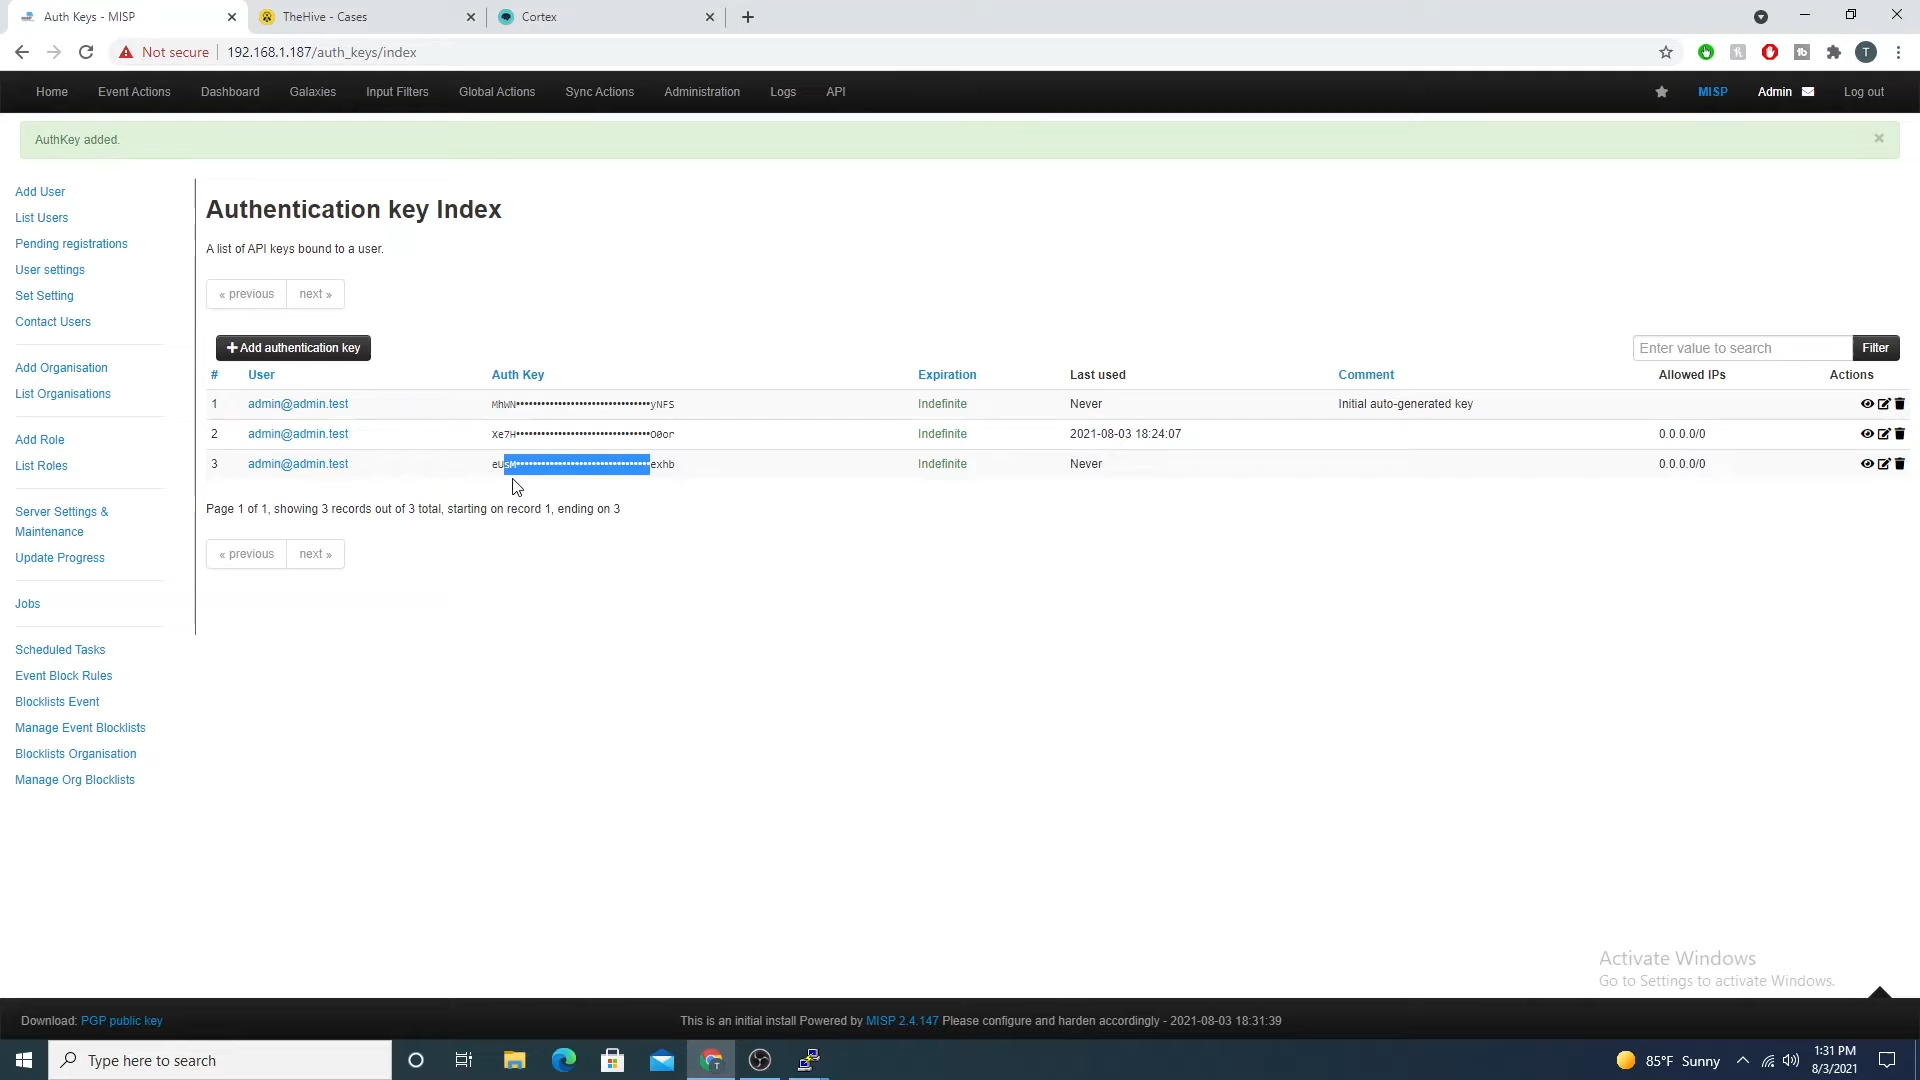 Auth Keys - MISP
TheHive - Cases
Cortex
Not secure
192.168.1.187/auth_keys/index
T
Home Event Actions Dashboard Galaxies Input Filters Global Actions Sync Actions Administration Logs API
MISP Admin Log out
AuthKey added.
Add User
List Users
Pending registrations
User settings
Set Setting
Contact Users
Add Organisation
List Organisations
Add Role
List Roles
Server Settings &
Maintenance
Update Progress
Jobs
Scheduled Tasks
Event Block Rules
Blocklists Event
Manage Event Blocklists
Blocklists Organisation
Manage Org Blocklists
Authentication key Index
A list of API keys bound to a user.
« previous next »
Add authentication key
Enter value to search Filter
# User Auth Key Expiration Last used Comment Allowed IPs Actions
1 admin@admin.test MhWN••••••••••••••••••••••••••••••••yNFS Indefinite Never Initial auto-generated key
2 admin@admin.test Xe7H••••••••••••••••••••••••••••••••O0or Indefinite 2021-08-03 18:24:07 0.0.0.0/0
3 admin@admin.test eUsM••••••••••••••••••••••••••••••••exhb Indefinite Never 0.0.0.0/0
Page 1 of 1, showing 3 records out of 3 total, starting on record 1, ending on 3
« previous next »
Activate Windows
Go to Settings to activate Windows.
Download: PGP public key
This is an initial install Powered by MISP 2.4.147 Please configure and harden accordingly - 2021-08-03 18:31:39
Type here to search
85°F Sunny
1:31 PM
8/3/2021